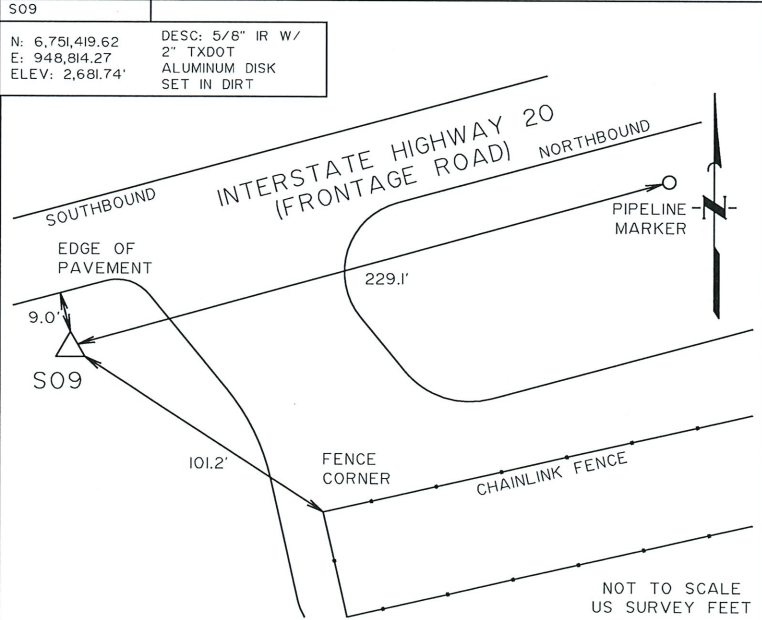 S09
N: 6,751,419.62
E: 948,814.27
ELEV: 2,681.74'
DESC: 5/8" IR W/
2" TXDOT
ALUMINUM DISK
SET IN DIRT
INTERSTATE HIGHWAY 20
(FRONTAGE ROAD)
NORTHBOUND
SOUTHBOUND
PIPELINE
MARKER
N
EDGE OF
PAVEMENT
229.1'
9.0'
S09
101.2'
FENCE
CORNER
CHAINLINK FENCE
NOT TO SCALE
US SURVEY FEET